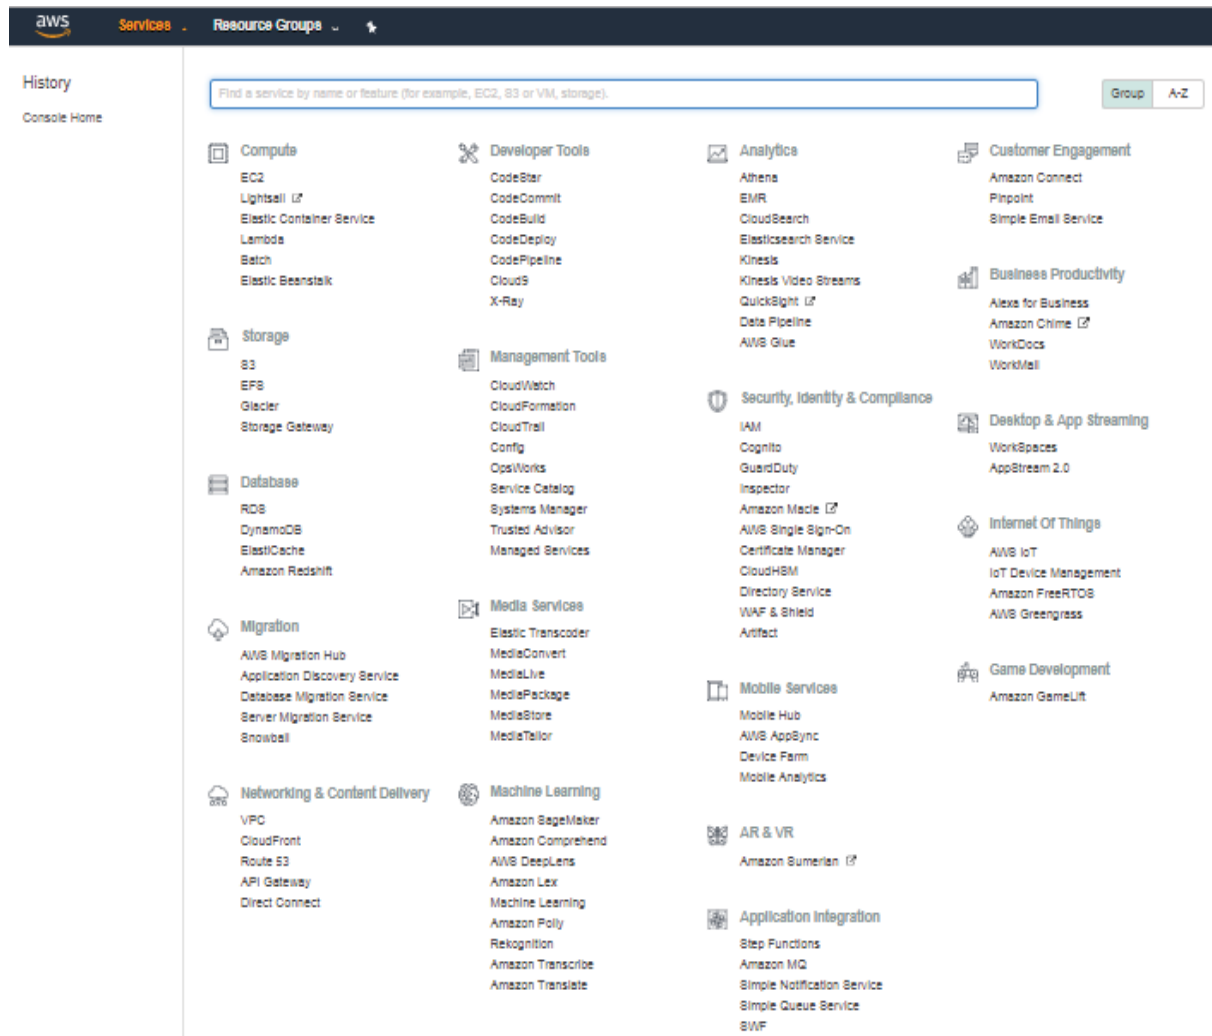 aws Services Resource Groups
History
Console Home
Find a service by name or feature (for example, EC2, S3 or VM, storage).
Group A-Z
Compute
EC2
Lightsail
Elastic Container Service
Lambda
Batch
Elastic Beanstalk
Storage
S3
EFS
Glacier
Storage Gateway
Database
RDS
DynamoDB
ElastiCache
Amazon Redshift
Migration
AWS Migration Hub
Application Discovery Service
Database Migration Service
Server Migration Service
Snowball
Networking & Content Delivery
VPC
CloudFront
Route 53
API Gateway
Direct Connect
Developer Tools
CodeStar
CodeCommit
CodeBuild
CodeDeploy
CodePipeline
Cloud9
X-Ray
Management Tools
CloudWatch
CloudFormation
CloudTrail
Config
OpsWorks
Service Catalog
Systems Manager
Trusted Advisor
Managed Services
Media Services
Elastic Transcoder
MediaConvert
MediaLive
MediaPackage
MediaStore
MediaTailor
Machine Learning
Amazon SageMaker
Amazon Comprehend
AWS DeepLens
Amazon Lex
Machine Learning
Amazon Polly
Rekognition
Amazon Transcribe
Amazon Translate
Analytics
Athena
EMR
CloudSearch
Elasticsearch Service
Kinesis
Kinesis Video Streams
QuickSight
Data Pipeline
AWS Glue
Security, Identity & Compliance
IAM
Cognito
GuardDuty
Inspector
Amazon Macie
AWS Single Sign-On
Certificate Manager
CloudHSM
Directory Service
WAF & Shield
Artifact
Mobile Services
Mobile Hub
AWS AppSync
Device Farm
Mobile Analytics
AR & VR
Amazon Sumerian
Application Integration
Step Functions
Amazon MQ
Simple Notification Service
Simple Queue Service
SWF
Customer Engagement
Amazon Connect
Pinpoint
Simple Email Service
Business Productivity
Alexa for Business
Amazon Chime
WorkDocs
WorkMail
Desktop & App Streaming
WorkSpaces
AppStream 2.0
Internet Of Things
AWS IoT
IoT Device Management
Amazon FreeRTOS
AWS Greengrass
Game Development
Amazon GameLift